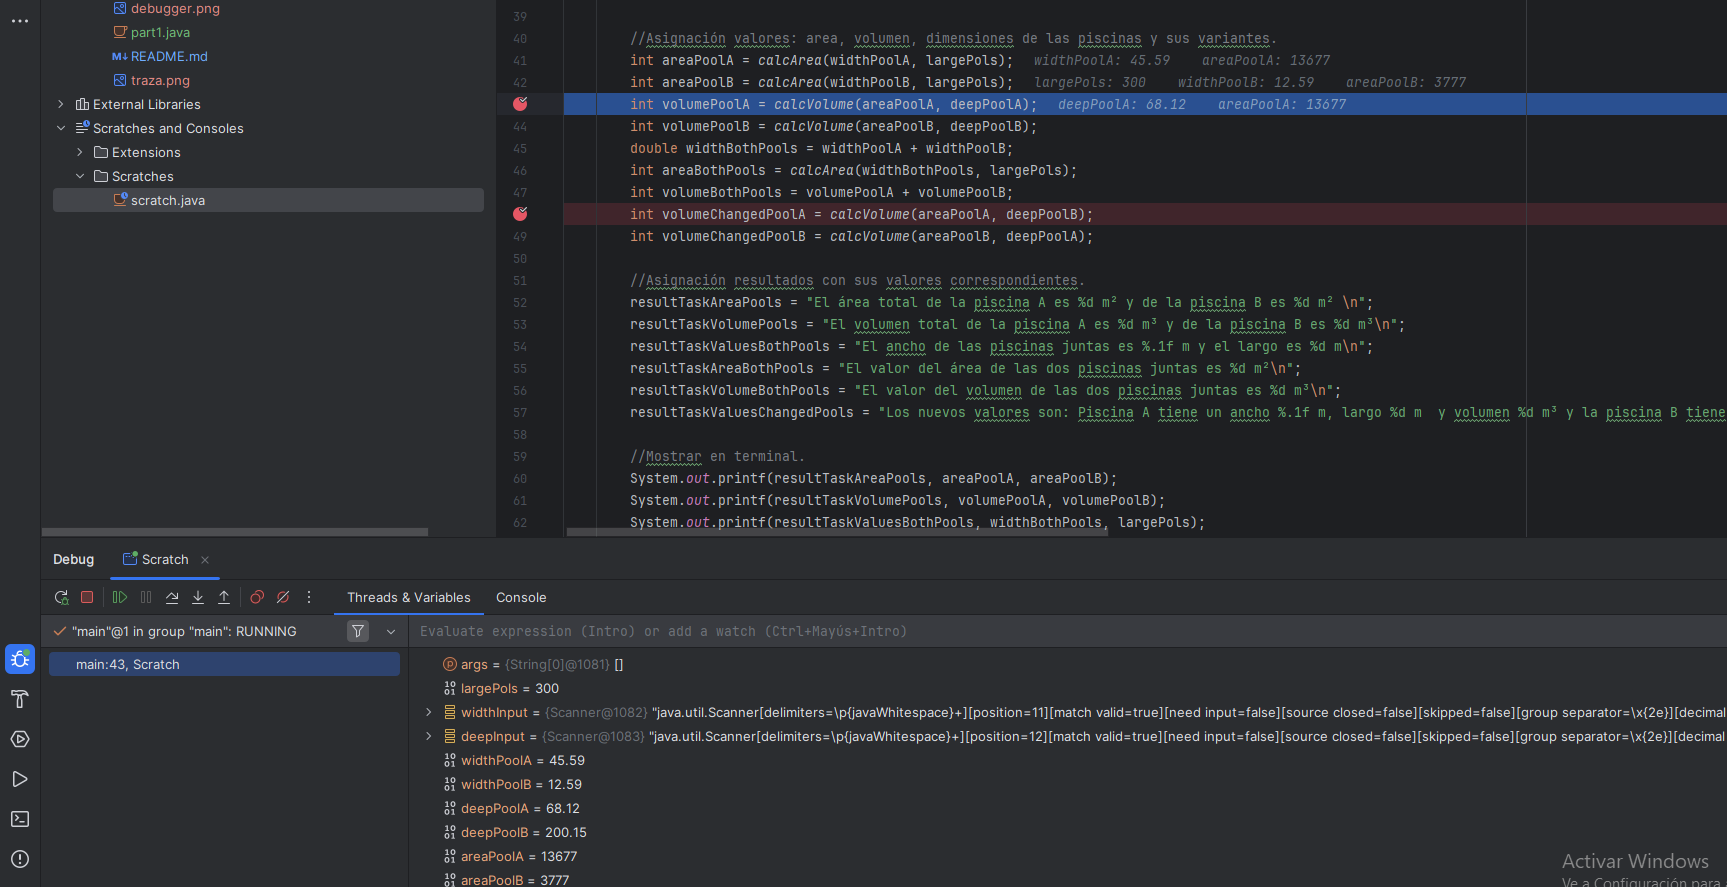 debugger.png
part1.java
M↓ README.md
traza.png
External Libraries
Scratches and Consoles
Extensions
Scratches
scratch.java
39
40 //Asignación valores: area, volumen, dimensiones de las piscinas y sus variantes.
41 int areaPoolA = calcArea(widthPoolA, largePols); widthPoolA: 45.59 areaPoolA: 13677
42 int areaPoolB = calcArea(widthPoolB, largePols); largePols: 300 widthPoolB: 12.59 areaPoolB: 3777
int volumePoolA = calcVolume(areaPoolA, deepPoolA); deepPoolA: 68.12 areaPoolA: 13677
44 int volumePoolB = calcVolume(areaPoolB, deepPoolB);
45 double widthBothPools = widthPoolA + widthPoolB;
46 int areaBothPools = calcArea(widthBothPools, largePols);
47 int volumeBothPools = volumePoolA + volumePoolB;
int volumeChangedPoolA = calcVolume(areaPoolA, deepPoolB);
49 int volumeChangedPoolB = calcVolume(areaPoolB, deepPoolA);
50
51 //Asignación resultados con sus valores correspondientes.
52 resultTaskAreaPools = "El área total de la piscina A es %d m² y de la piscina B es %d m² \n";
53 resultTaskVolumePools = "El volumen total de la piscina A es %d m³ y de la piscina B es %d m³\n";
54 resultTaskValuesBothPools = "El ancho de las piscinas juntas es %.1f m y el largo es %d m\n";
55 resultTaskAreaBothPools = "El valor del área de las dos piscinas juntas es %d m²\n";
56 resultTaskVolumeBothPools = "El valor del volumen de las dos piscinas juntas es %d m³\n";
57 resultTaskValuesChangedPools = "Los nuevos valores son: Piscina A tiene un ancho %.1f m, largo %d m  y volumen %d m³ y la piscina B tiene
58
59 //Mostrar en terminal.
60 System.out.printf(resultTaskAreaPools, areaPoolA, areaPoolB);
61 System.out.printf(resultTaskVolumePools, volumePoolA, volumePoolB);
62 System.out.printf(resultTaskValuesBothPools, widthBothPools, largePols);
Debug Scratch
Threads & Variables Console
"main"@1 in group "main": RUNNING
main:43, Scratch
Evaluate expression (Intro) or add a watch (Ctrl+Mayús+Intro)
args = {String[0]@1081} []
largePols = 300
widthInput = {Scanner@1082} "java.util.Scanner[delimiters=\p{javaWhitespace}+][position=11][match valid=true][need input=false][source closed=false][skipped=false][group separator=\x{2e}][decimal
deepInput = {Scanner@1083} "java.util.Scanner[delimiters=\p{javaWhitespace}+][position=12][match valid=true][need input=false][source closed=false][skipped=false][group separator=\x{2e}][decimal
widthPoolA = 45.59
widthPoolB = 12.59
deepPoolA = 68.12
deepPoolB = 200.15
areaPoolA = 13677
areaPoolB = 3777
Activar Windows
Ve a Configuración para